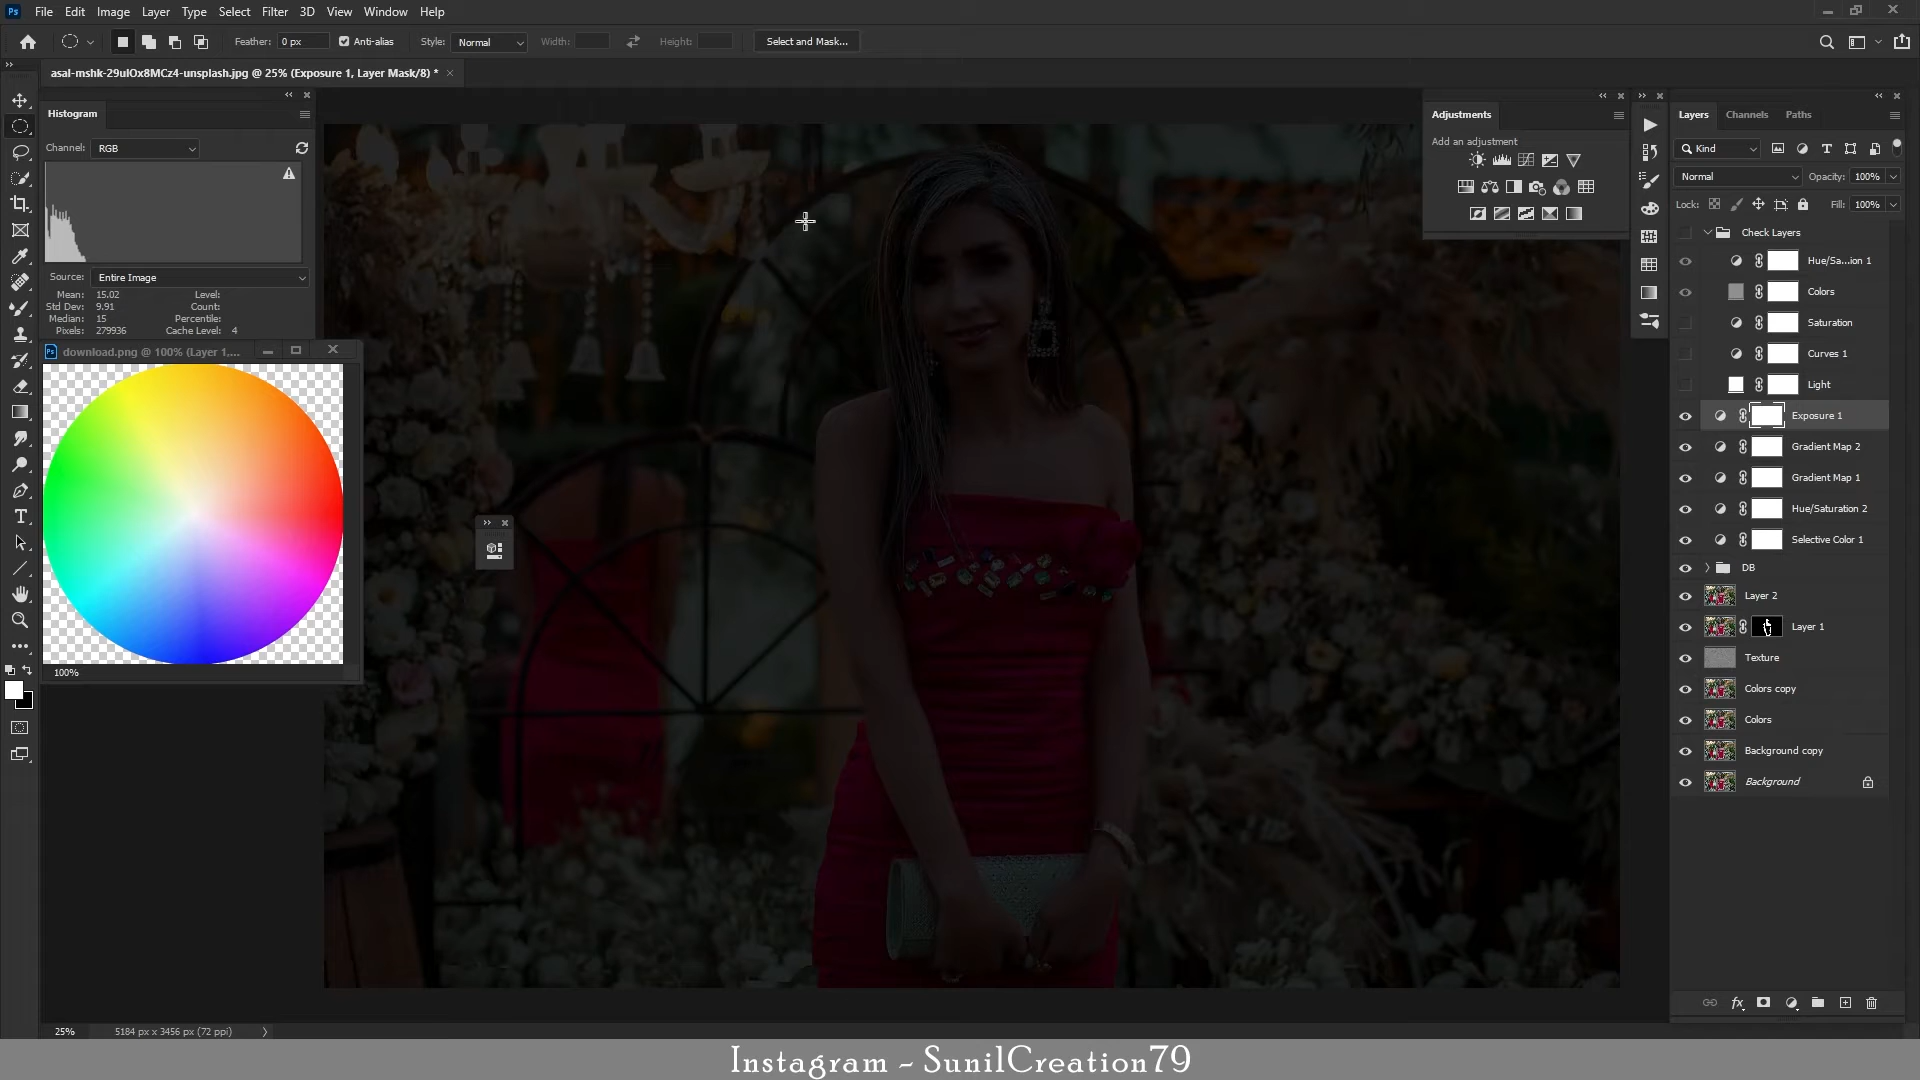 Ps File Edit Image Layer Type Select Filter 3D View Window Help
Feather: 0 px Anti-alias Style: Normal Width: Height: Select and Mask...
asal-mshk-29uIOx8MCz4-unsplash.jpg @ 25% (Exposure 1, Layer Mask/8) *
Histogram
Channel: RGB
Source: Entire Image
Mean: 15.02 Level:
Std Dev: 9.91 Count:
Median: 15 Percentile:
Pixels: 279936 Cache Level: 4
Ps download.png @ 100% (Layer 1,...
100%
25% 5184 px x 3456 px (72 ppi)
Adjustments
Add an adjustment
Layers Channels Paths
Kind
Normal Opacity: 100%
Lock: Fill: 100%
Check Layers
Hue/Sa...ion 1
Colors
Saturation
Curves 1
Light
Exposure 1
Gradient Map 2
Gradient Map 1
Hue/Saturation 2
Selective Color 1
DB
Layer 2
Layer 1
Texture
Colors copy
Colors
Background copy
Background
fx
Instagram - SunilCreation79